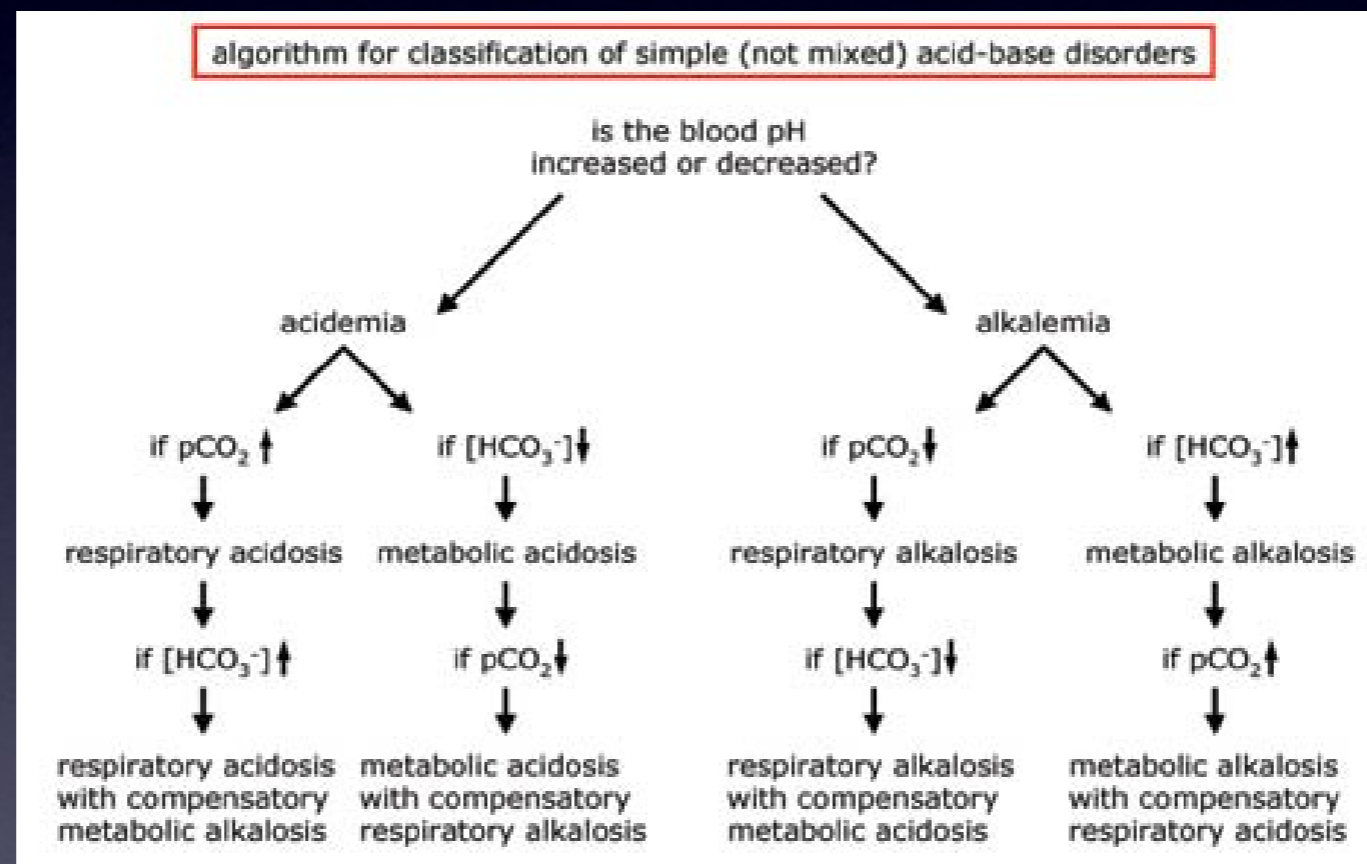 algorithm for classification of simple (not mixed) acid-base disorders
is the blood pH
increased or decreased?
acidemia
alkalemia
if pCO₂ ↑
if [HCO₃⁻] ↓
if pCO₂ ↓
if [HCO₃⁻] ↑
respiratory acidosis
metabolic acidosis
respiratory alkalosis
metabolic alkalosis
if [HCO₃⁻] ↑
if pCO₂ ↓
if [HCO₃⁻] ↓
if pCO₂ ↑
respiratory acidosis
with compensatory
metabolic alkalosis
metabolic acidosis
with compensatory
respiratory alkalosis
respiratory alkalosis
with compensatory
metabolic acidosis
metabolic alkalosis
with compensatory
respiratory acidosis